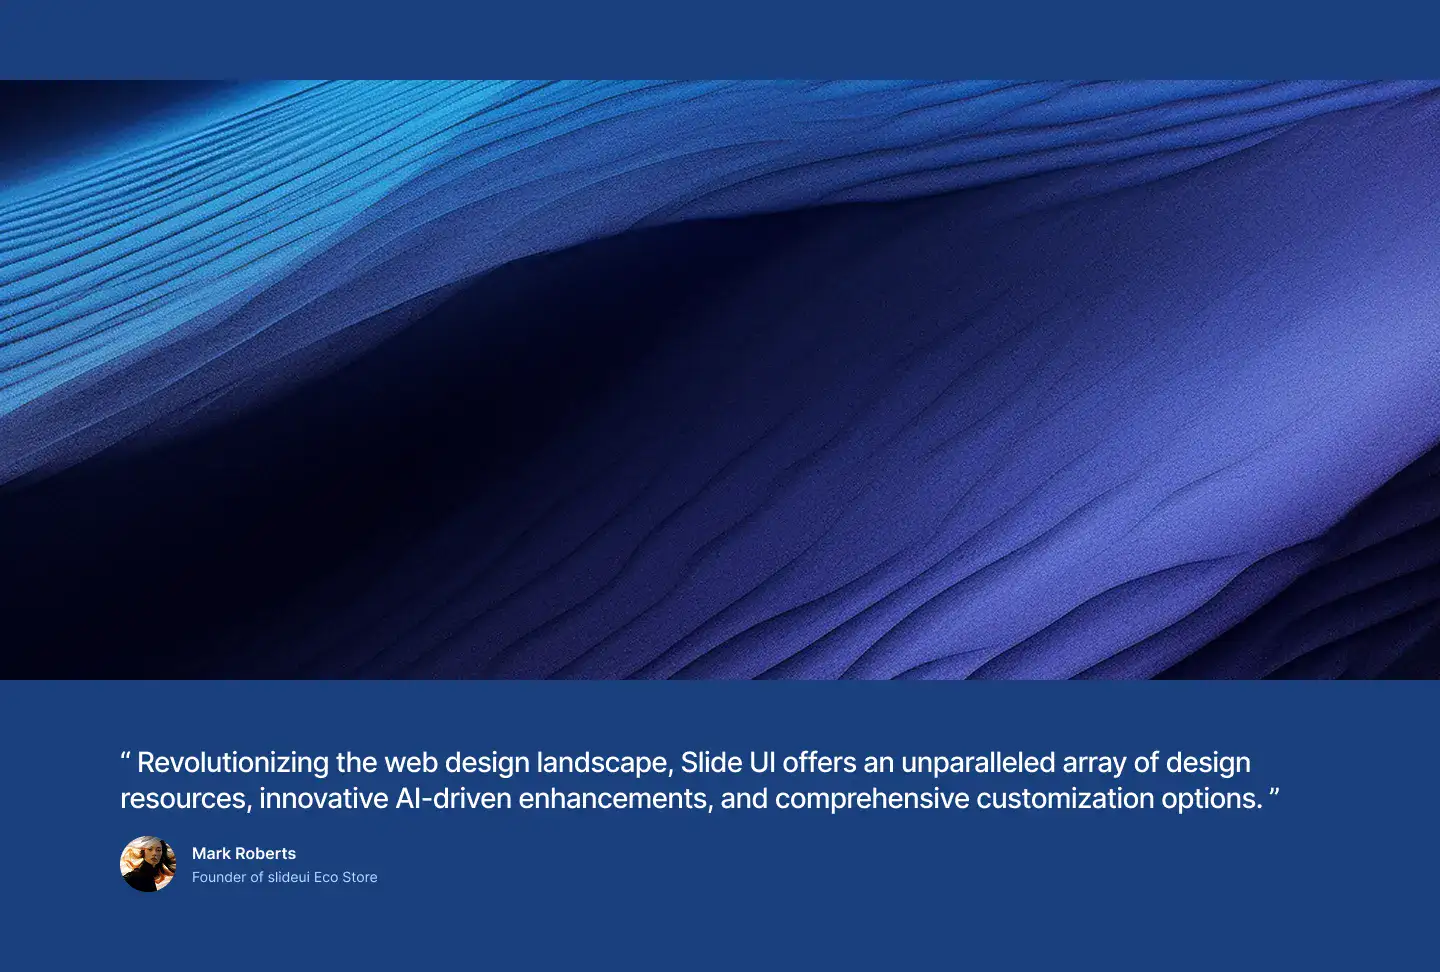 “ Revolutionizing the web design landscape, Slide UI offers an unparalleled array of design
resources, innovative AI-driven enhancements, and comprehensive customization options. ”
Mark Roberts
Founder of slideui Eco Store